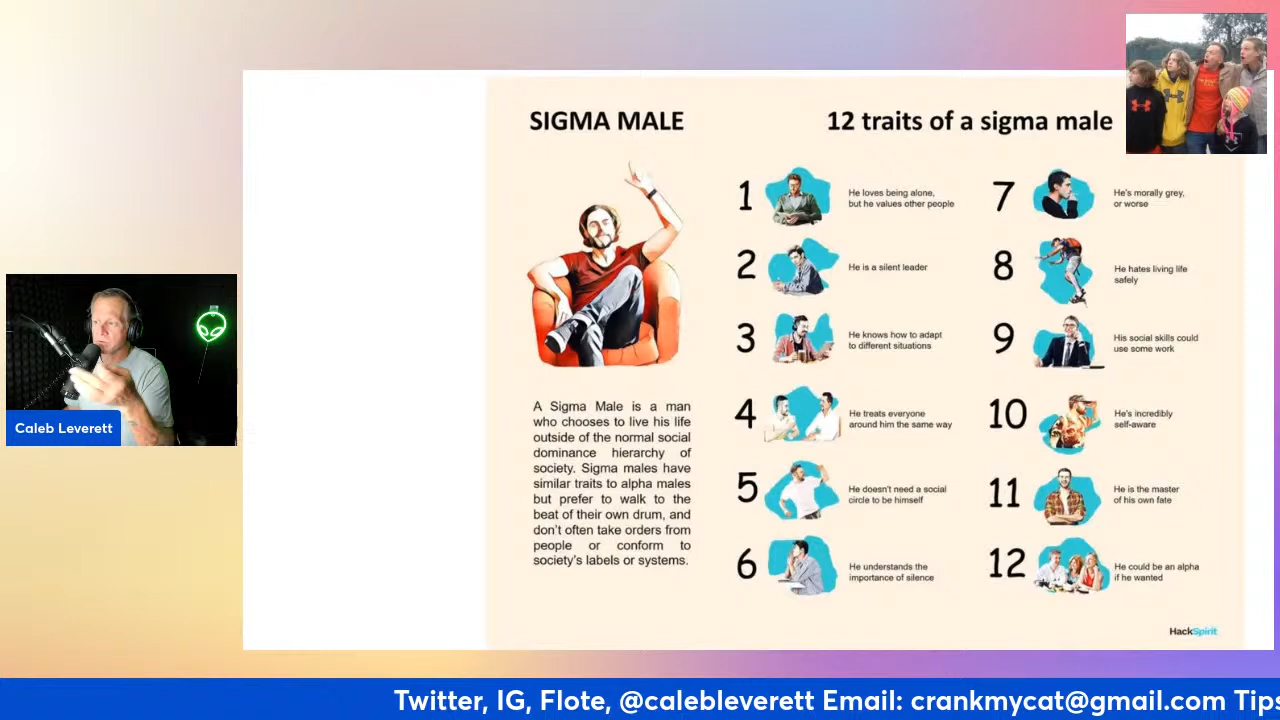 SIGMA MALE
12 traits of a sigma male
A Sigma Male is a man
who chooses to live his life
outside of the normal social
dominance hierarchy of
society. Sigma males have
similar traits to alpha males
but prefer to walk to the
beat of their own drum, and
don't often take orders from
people or conform to
society's labels or systems.
1
He loves being alone,
but he values other people
2
He is a silent leader
3
He knows how to adapt
to different situations
4
He treats everyone
around him the same way
5
He doesn't need a social
circle to be himself
6
He understands the
importance of silence
7
He's morally grey,
or worse
8
He hates living life
safely
9
His social skills could
use some work
10
He's incredibly
self-aware
11
He is the master
of his own fate
12
He could be an alpha
if he wanted
HackSpirit
Caleb Leverett
Twitter, IG, Flote, @calebleverett Email: crankmycat@gmail.com Tips